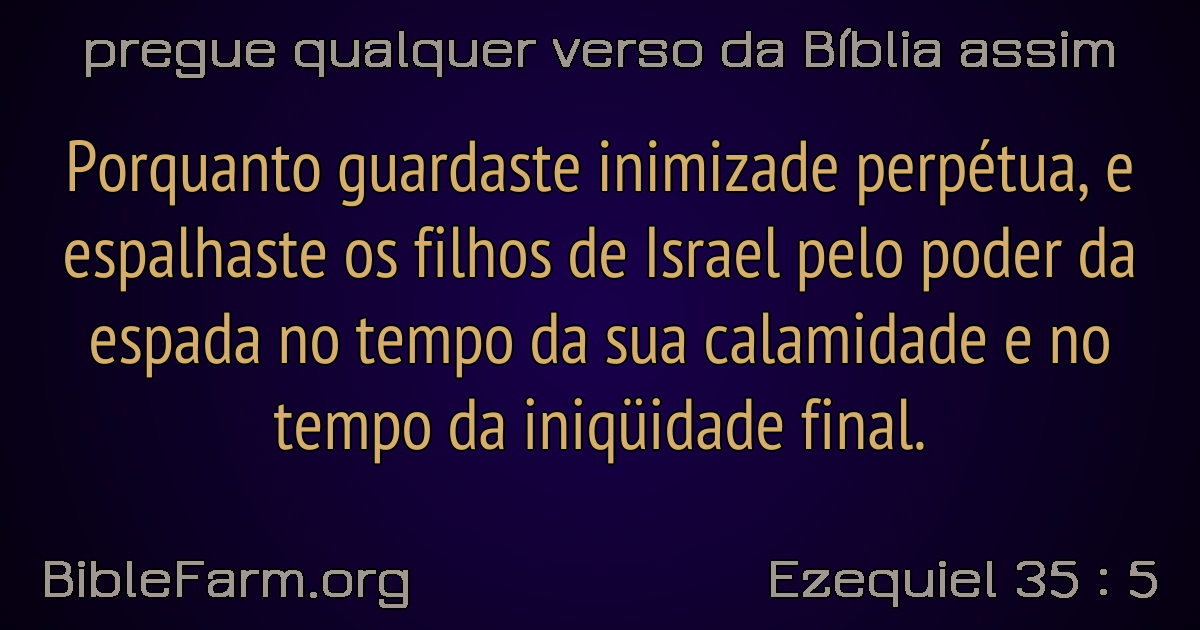 pregue qualquer verso da Bíblia assim
Porquanto guardaste inimizade perpétua, e
espalhaste os filhos de Israel pelo poder da
espada no tempo da sua calamidade e no
tempo da iniqüidade final.
BibleFarm.org
Ezequiel 35 : 5